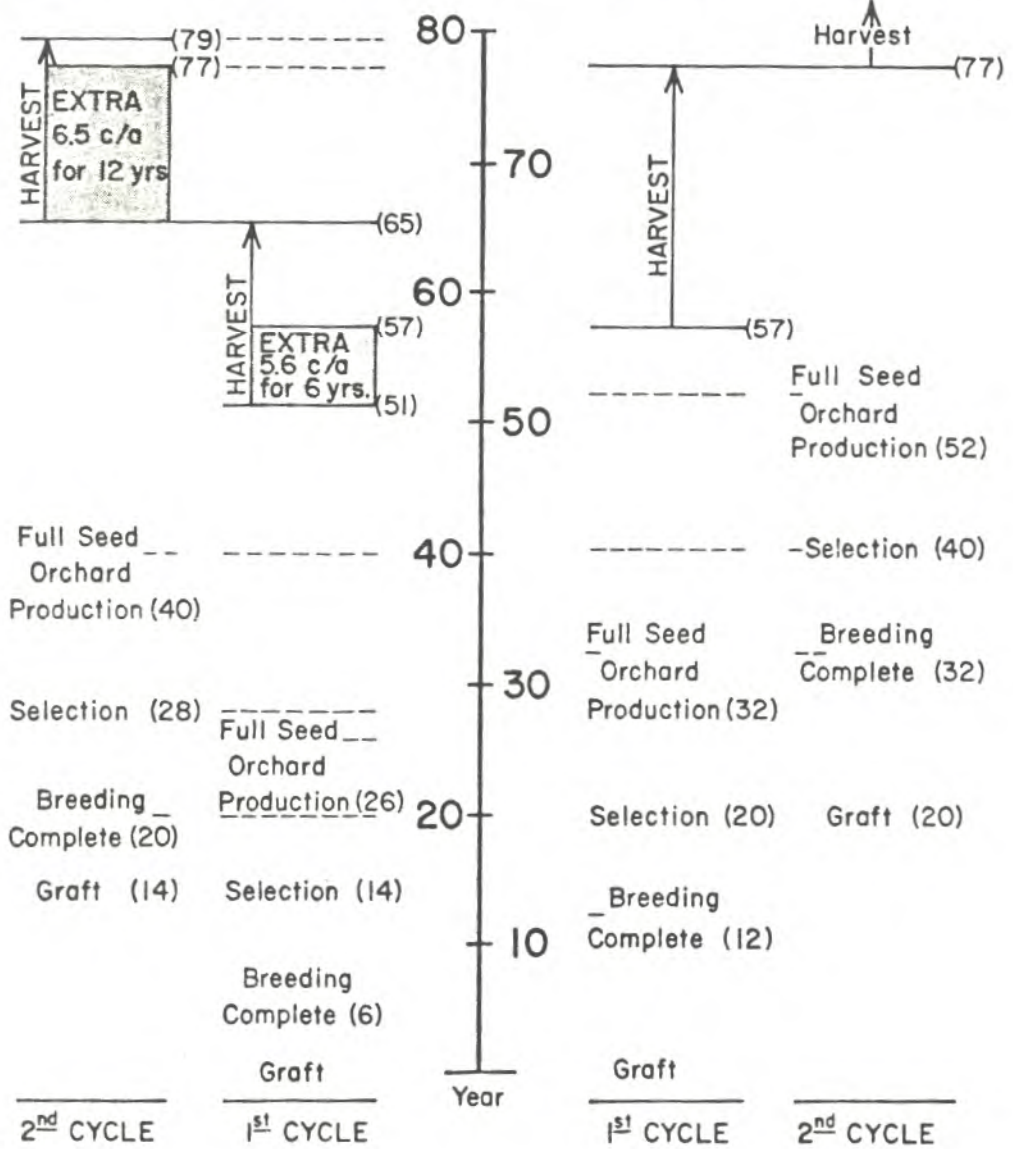 (79)
(77)
HARVEST
EXTRA
6.5 c/a
for 12 yrs
(65)
HARVEST
(57)
EXTRA
5.6 c/a
for 6 yrs.
(51)
Full Seed
Orchard
Production (40)
Selection (28)
Full Seed
Orchard
Production (26)
Breeding
Complete (20)
Graft (14)
Selection (14)
Breeding
Complete (6)
Graft
2nd CYCLE
1st CYCLE
80
70
60
50
40
30
20
10
Year
Harvest
(77)
HARVEST
(57)
Full Seed
Orchard
Production (52)
Selection (40)
Full Seed
Orchard
Production (32)
Breeding
Complete (32)
Selection (20)
Graft (20)
Breeding
Complete (12)
Graft
1st CYCLE
2nd CYCLE